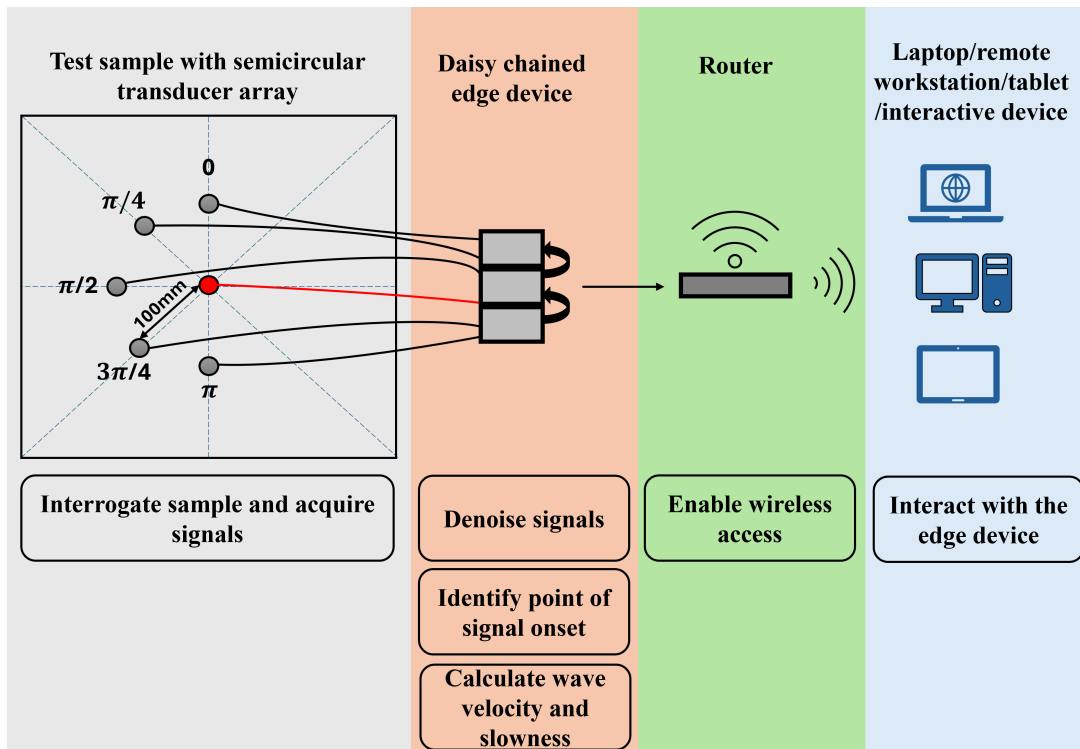 Test sample with semicircular
transducer array
0
π/4
π/2
100mm
3π/4
π
Interrogate sample and acquire
signals
Daisy chained
edge device
Denoise signals
Identify point of
signal onset
Calculate wave
velocity and
slowness
Router
Enable wireless
access
Laptop/remote
workstation/tablet
/interactive device
Interact with the
edge device